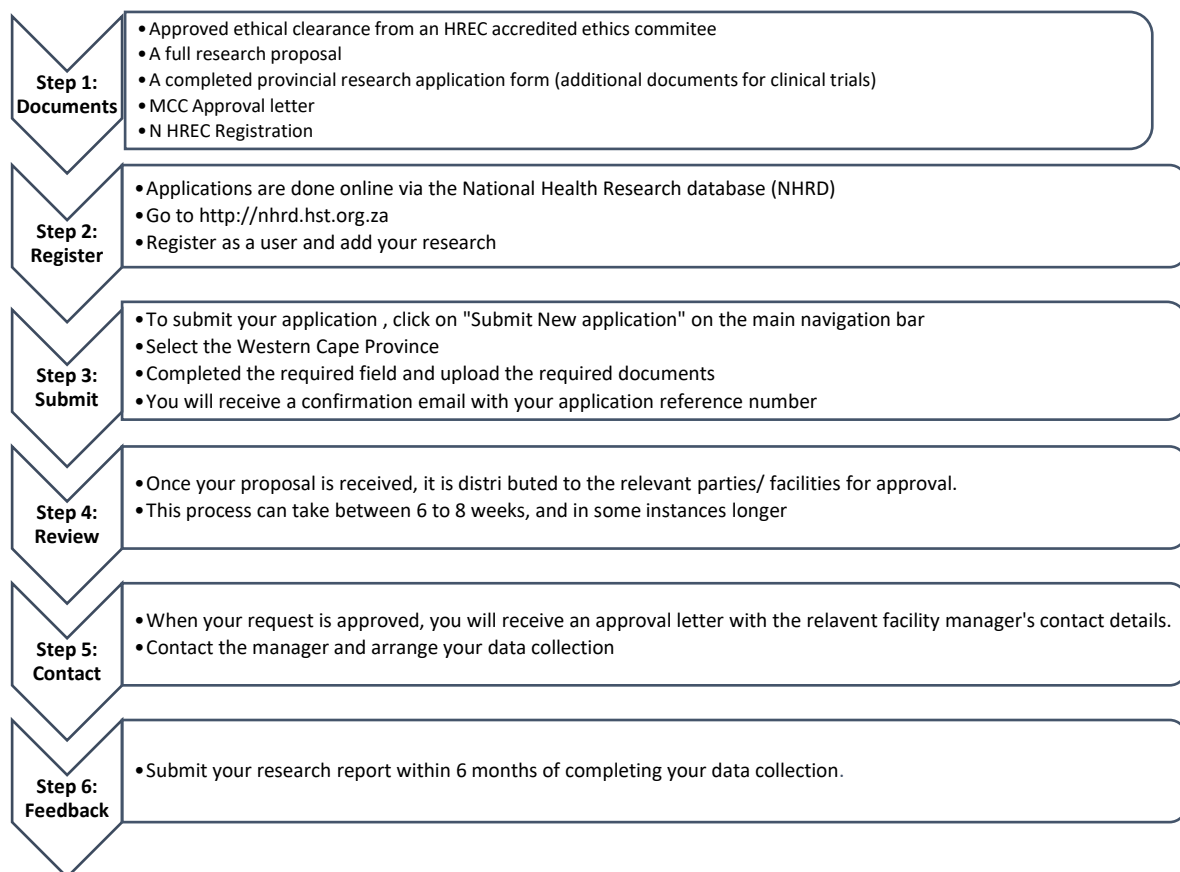 Step 1:
Documents
•Approved ethical clearance from an HREC accredited ethics commitee
•A full research proposal
•A completed provincial research application form (additional documents for clinical trials)
•MCC Approval letter
•N HREC Registration
Step 2:
Register
•Applications are done online via the National Health Research database (NHRD)
•Go to http://nhrd.hst.org.za
•Register as a user and add your research
Step 3:
Submit
•To submit your application , click on "Submit New application" on the main navigation bar
•Select the Western Cape Province
•Completed the required field and upload the required documents
•You will receive a confirmation email with your application reference number
Step 4:
Review
•Once your proposal is received, it is distri buted to the relevant parties/ facilities for approval.
•This process can take between 6 to 8 weeks, and in some instances longer
Step 5:
Contact
•When your request is approved, you will receive an approval letter with the relavent facility manager's contact details.
•Contact the manager and arrange your data collection
Step 6:
Feedback
•Submit your research report within 6 months of completing your data collection.